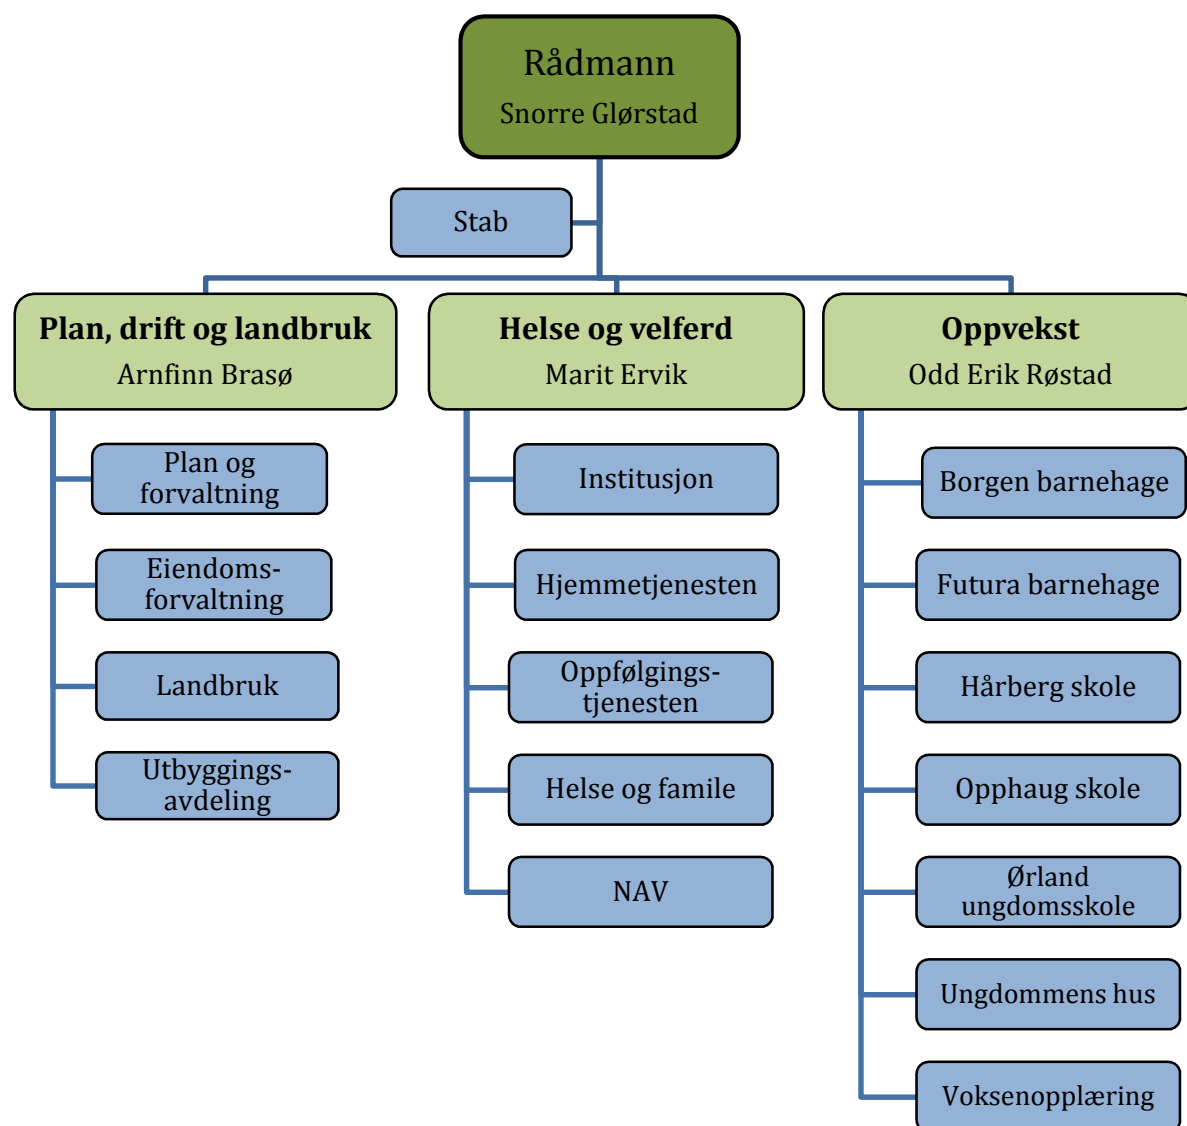 Rådmann
Snorre Glørstad
Stab
Plan, drift og landbruk
Arnfinn Brasø
Plan og
forvaltning
Eiendoms-
forvaltning
Landbruk
Utbyggings-
avdeling
Helse og velferd
Marit Ervik
Institusjon
Hjemmetjenesten
Oppfølgings-
tjenesten
Helse og famile
NAV
Oppvekst
Odd Erik Røstad
Borgen barnehage
Futura barnehage
Hårberg skole
Opphaug skole
Ørland
ungdomsskole
Ungdommens hus
Voksenopplæring